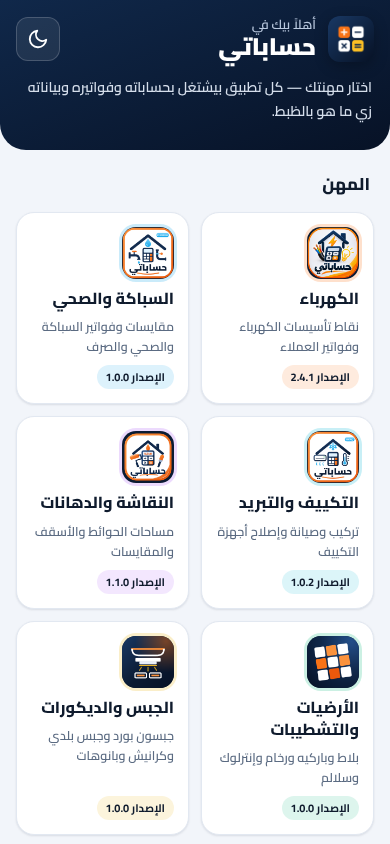 أهلاً بيك في
حساباتي
اختار مهنتك — كل تطبيق بيشتغل بحساباته وفواتيره وبياناته
زي ما هو بالظبط.
المهن
حساباتي
الكهرباء
نقاط تأسيسات الكهرباء
وفواتير العملاء
الإصدار 2.4.1
حساباتي
السباكة والصحي
مقايسات وفواتير السباكة
والصحي والصرف
الإصدار 1.0.0
حساباتي
التكييف والتبريد
تركيب وصيانة وإصلاح أجهزة
التكييف
الإصدار 1.0.2
حساباتي
النقاشة والدهانات
مساحات الحوائط والأسقف
والمقايسات
الإصدار 1.1.0
الأرضيات
والتشطيبات
بلاط وباركيه ورخام وإنترلوك
وسلالم
الإصدار 1.0.0
الجبس والديكورات
جبسون بورد وجبس بلدي
وكرانيش وبانوهات
الإصدار 1.0.0